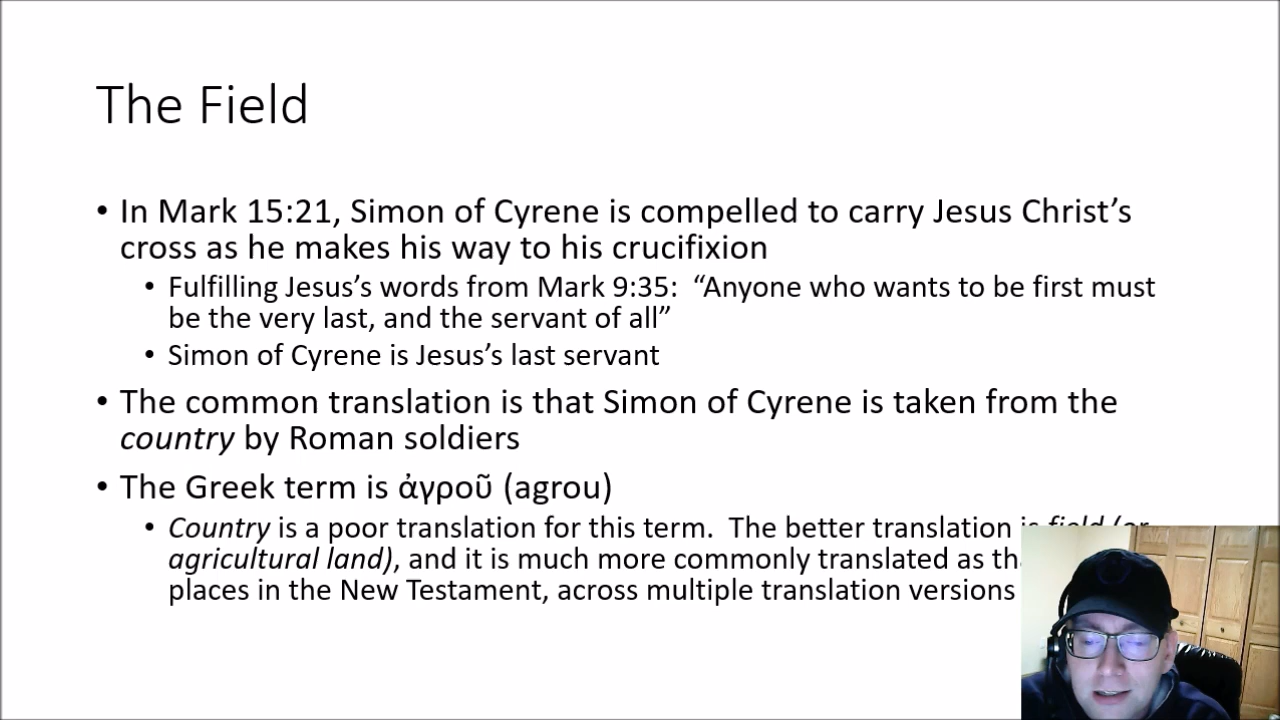 The Field
• In Mark 15:21, Simon of Cyrene is compelled to carry Jesus Christ’s
cross as he makes his way to his crucifixion
• Fulfilling Jesus’s words from Mark 9:35:  “Anyone who wants to be first must
be the very last, and the servant of all”
• Simon of Cyrene is Jesus’s last servant
• The common translation is that Simon of Cyrene is taken from the
country by Roman soldiers
• The Greek term is ἀγροῦ (agrou)
• Country is a poor translation for this term.  The better translation is field (or
agricultural land), and it is much more commonly translated as
places in the New Testament, across multiple translation versions